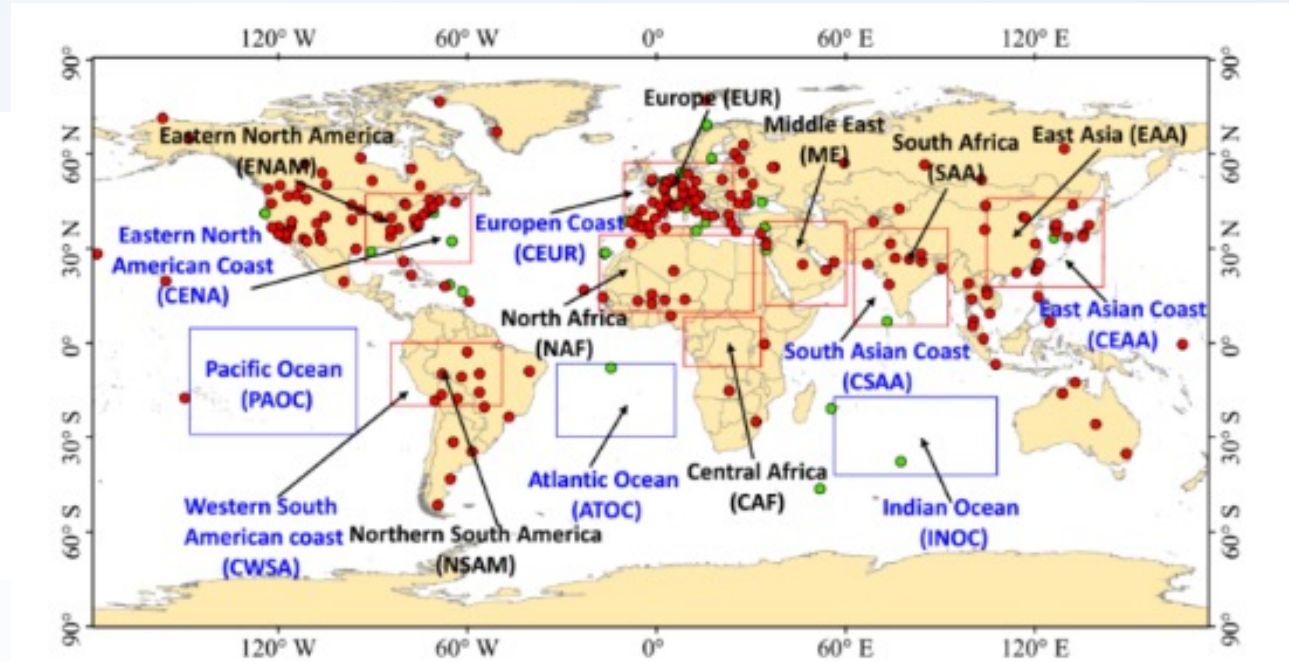 120° W 60° W 0° 60° E 120° E
90°
60° N
30° N
0°
30° S
60° S
90°
Europe (EUR)
Eastern North America
(ENAM)
Middle East
(ME)
South Africa
(SAA)
East Asia (EAA)
Eastern North
American Coast
(CENA)
Europen Coast
(CEUR)
North Africa
(NAF)
East Asian Coast
(CEAA)
South Asian Coast
(CSAA)
Pacific Ocean
(PAOC)
Atlantic Ocean
(ATOC)
Central Africa
(CAF)
Indian Ocean
(INOC)
Western South
American coast
(CWSA)
Northern South America
(NSAM)
90°
60° N
30° N
0°
30° S
60° S
90°
120° W 60° W 0° 60° E 120° E